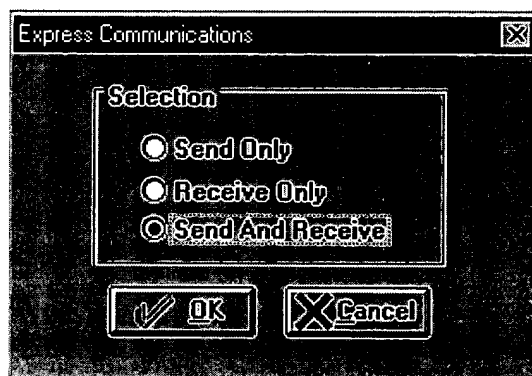 Express Communications
Selection
Send Only
Receive Only
Send And Receive
OK
Cancel